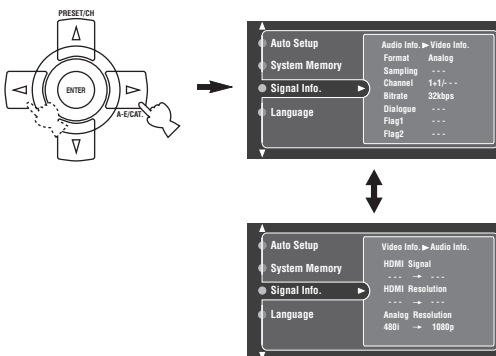 PRESET/CH
ENTER
A-E/CAT.
Auto Setup
System Memory
Signal Info.
Language
Audio Info. ▶ Video Info.
Format Analog
Sampling - - -
Channel 1+1/- - -
Bitrate 32kbps
Dialogue - - -
Flag1 - - -
Flag2 - - -
Auto Setup
System Memory
Signal Info.
Language
Video Info. ▶ Audio Info.
HDMI Signal
- - - → - - -
HDMI Resolution
- - - → - - -
Analog Resolution
480i → 1080p